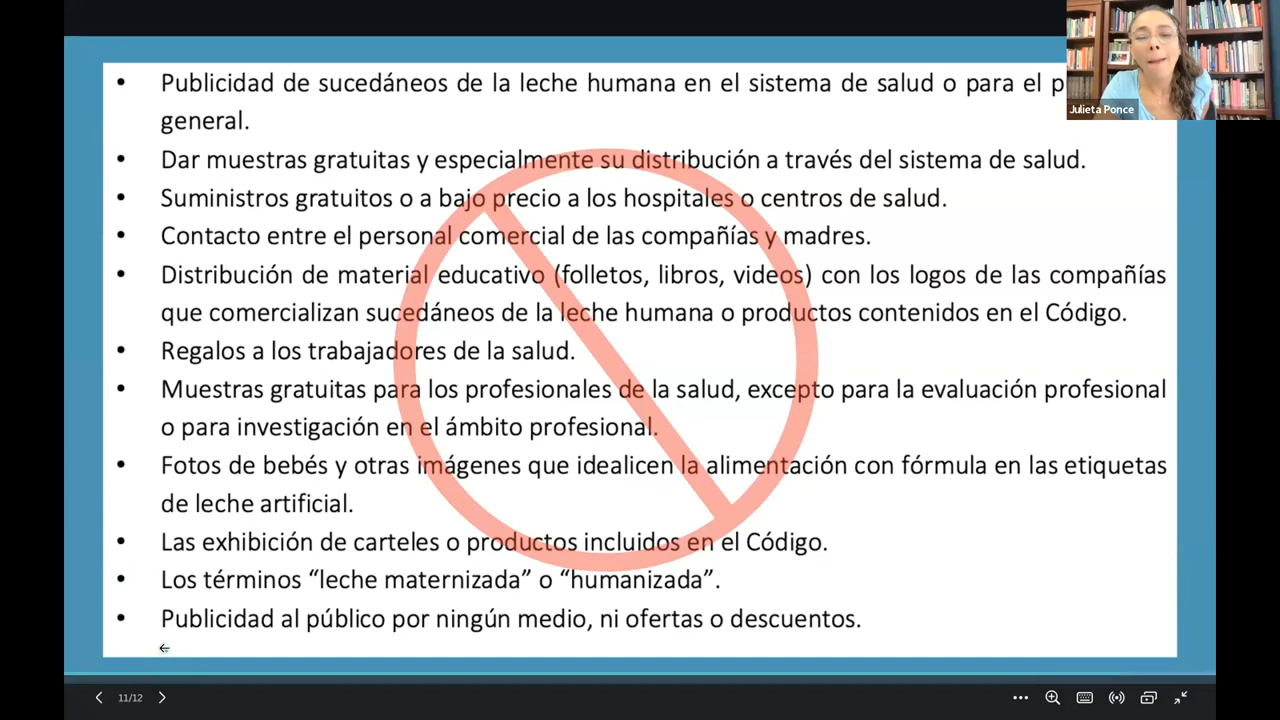 • Publicidad de sucedáneos de la leche humana en el sistema de salud o para el
general.
• Dar muestras gratuitas y especialmente su distribución a través del sistema de salud.
• Suministros gratuitos o a bajo precio a los hospitales o centros de salud.
• Contacto entre el personal comercial de las compañías y madres.
• Distribución de material educativo (folletos, libros, videos) con los logos de las compañías
que comercializan sucedáneos de la leche humana o productos contenidos en el Código.
• Regalos a los trabajadores de la salud.
• Muestras gratuitas para los profesionales de la salud, excepto para la evaluación profesional
o para investigación en el ámbito profesional.
• Fotos de bebés y otras imágenes que idealicen la alimentación con fórmula en las etiquetas
de leche artificial.
• Las exhibición de carteles o productos incluidos en el Código.
• Los términos “leche maternizada” o “humanizada”.
• Publicidad al público por ningún medio, ni ofertas o descuentos.
Julieta Ponce
11/12